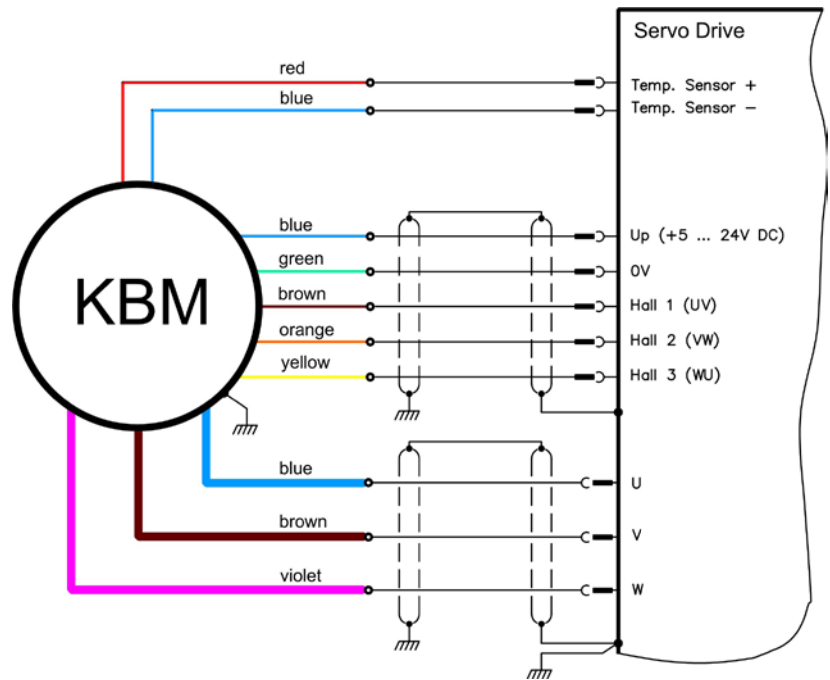 Servo Drive
red
Temp. Sensor +
blue
Temp. Sensor –
blue
Up (+5 ... 24V DC)
green
0V
KBM
brown
Hall 1 (UV)
orange
Hall 2 (VW)
yellow
Hall 3 (WU)
blue
U
brown
V
violet
W